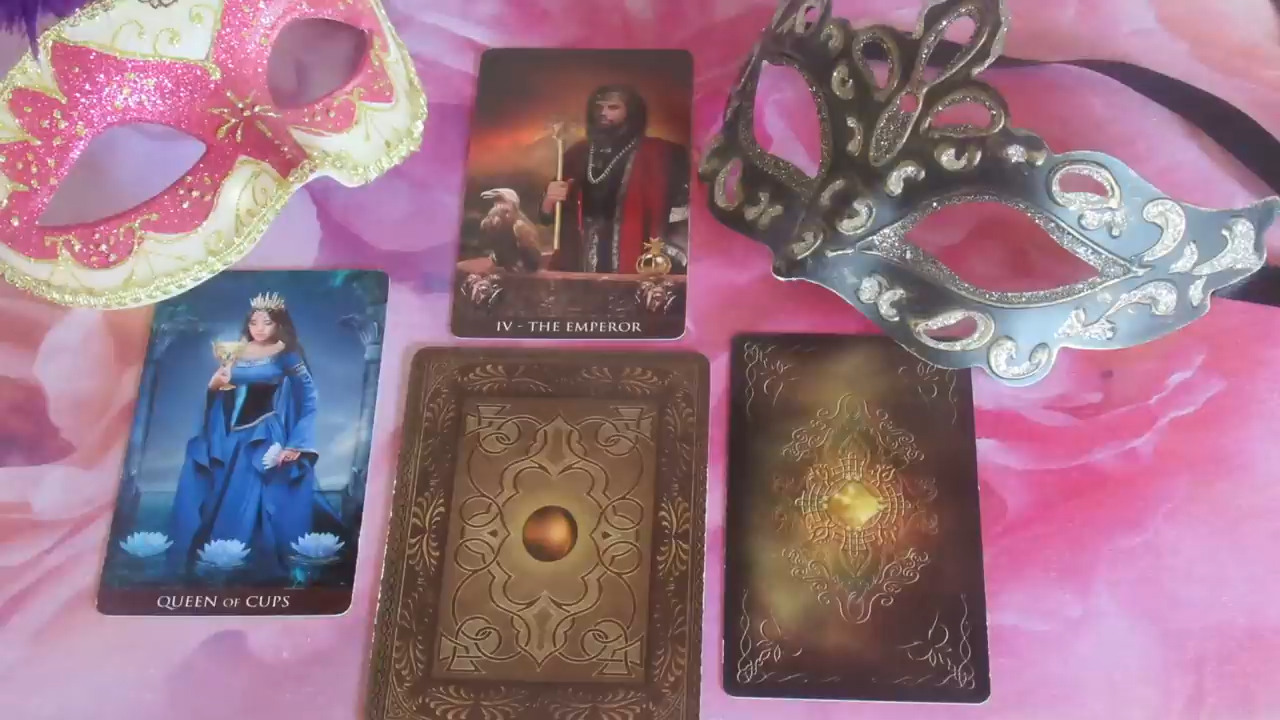 IV - THE EMPEROR
QUEEN OF CUPS